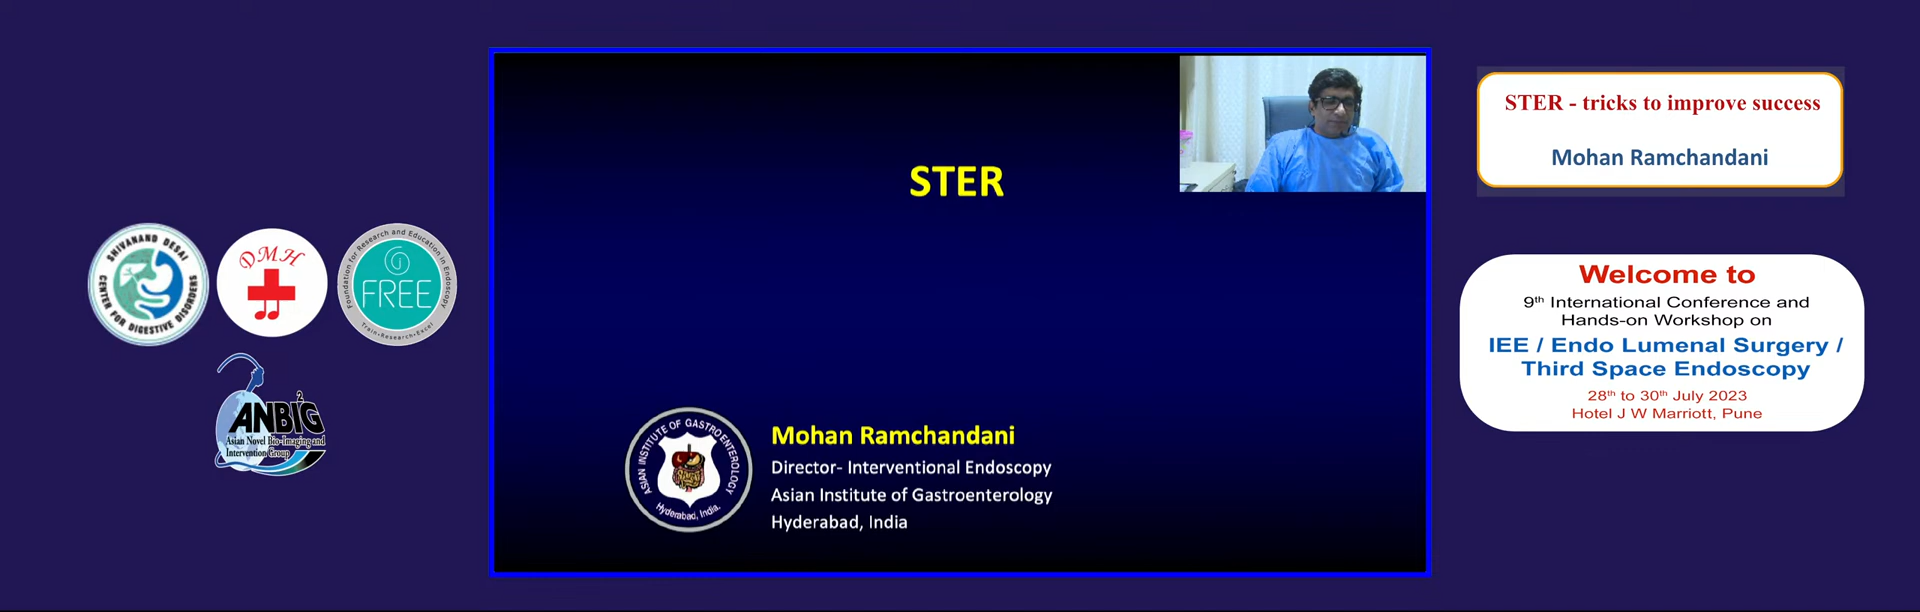 SHIVANAND DESAI
CENTER FOR DIGESTIVE DISORDERS
DMH
Foundation for Research and Education in Endoscopy
FREE
Train•Research•Excel
ANBI²G
Asian Novel Bio-Imaging and
Intervention Group
STER
ASIAN INSTITUTE OF GASTROENTEROLOGY
Hyderabad, India.
Mohan Ramchandani
Director- Interventional Endoscopy
Asian Institute of Gastroenterology
Hyderabad, India
STER - tricks to improve success
Mohan Ramchandani
Welcome to
9th International Conference and
Hands-on Workshop on
IEE / Endo Lumenal Surgery /
Third Space Endoscopy
28th to 30th July 2023
Hotel J W Marriott, Pune